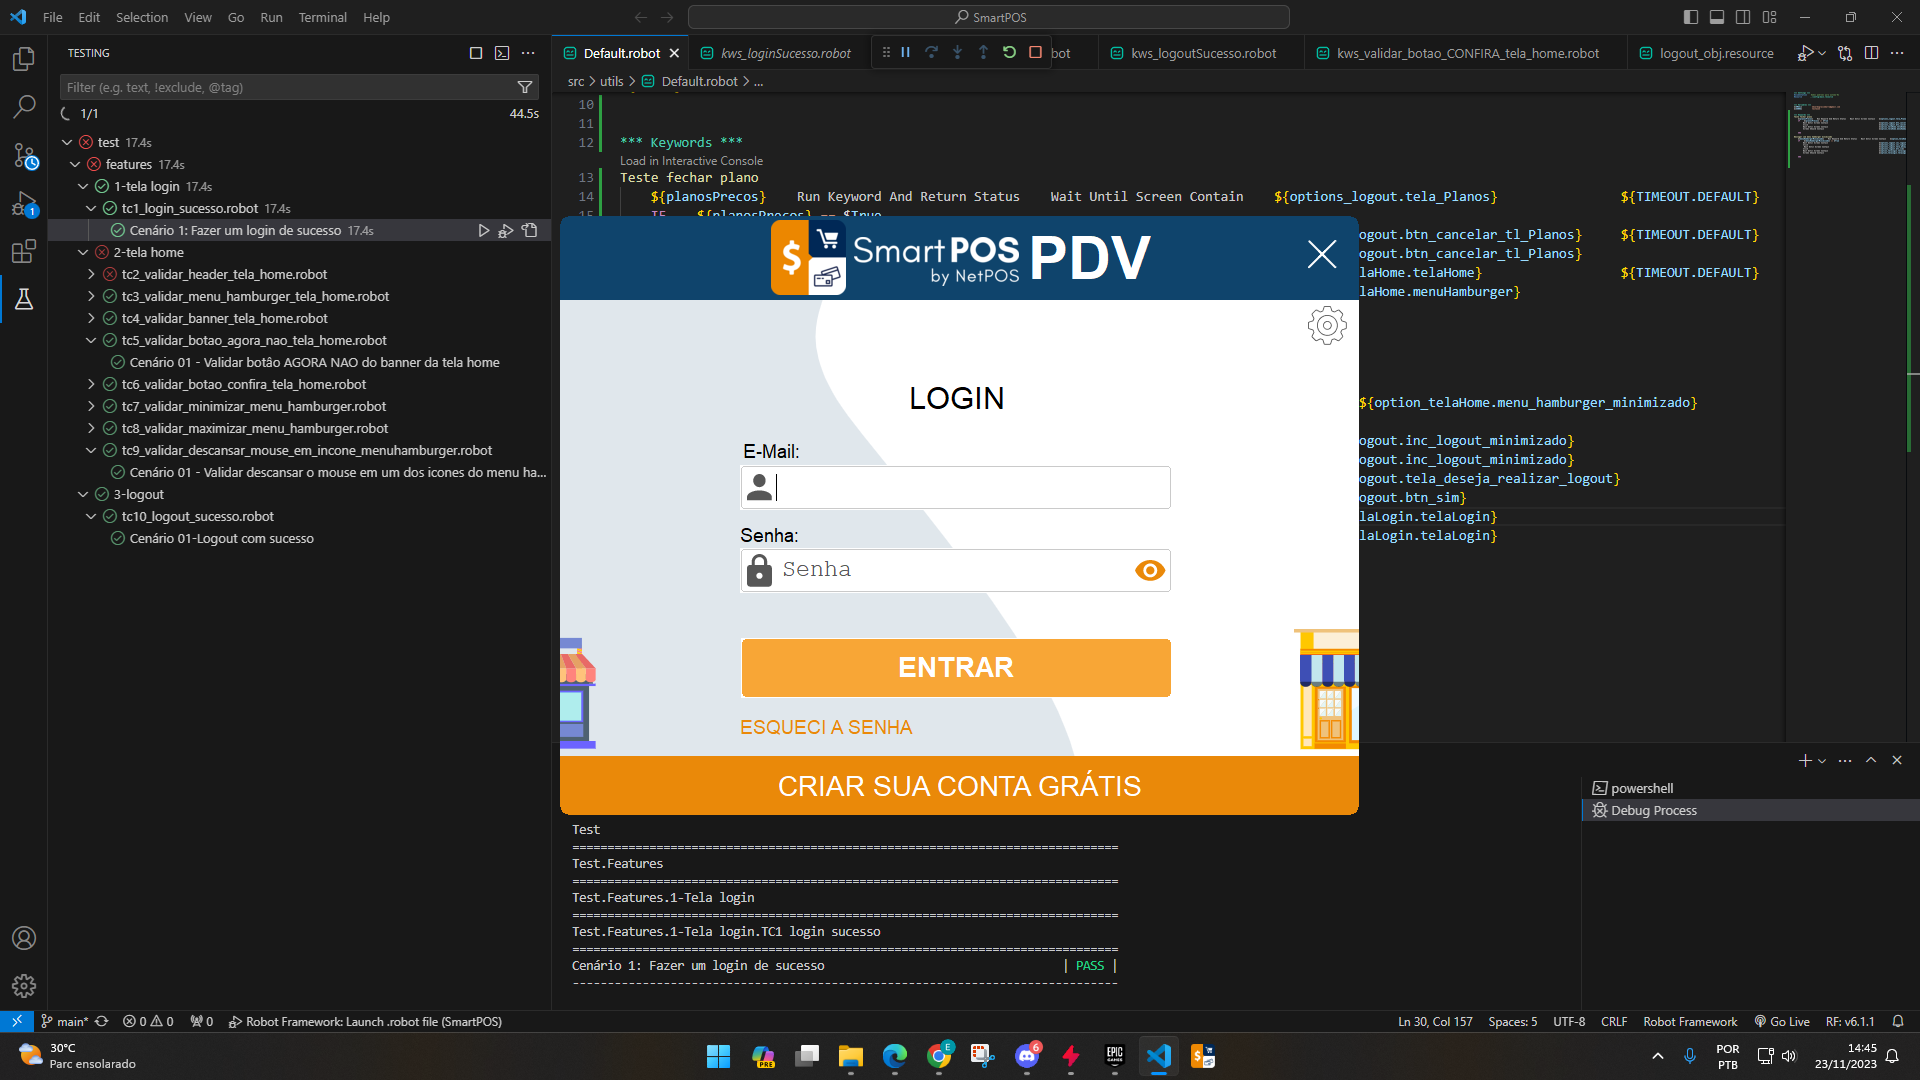 File Edit Selection View Go Run Terminal Help
SmartPOS
TESTING
Default.robot
kws_loginSucesso.robot
bot
kws_logoutSucesso.robot
kws_validar_botao_CONFIRA_tela_home.robot
logout_obj.resource
Filter (e.g. text, !exclude, @tag)
src > utils > Default.robot > ...
1/1
44.5s
test 17.4s
features 17.4s
1-tela login 17.4s
tc1_login_sucesso.robot 17.4s
Cenário 1: Fazer um login de sucesso 17.4s
2-tela home
tc2_validar_header_tela_home.robot
tc3_validar_menu_hamburger_tela_home.robot
tc4_validar_banner_tela_home.robot
tc5_validar_botao_agora_nao_tela_home.robot
Cenário 01 - Validar botâo AGORA NAO do banner da tela home
tc6_validar_botao_confira_tela_home.robot
tc7_validar_minimizar_menu_hamburger.robot
tc8_validar_maximizar_menu_hamburger.robot
tc9_validar_descansar_mouse_em_incone_menuhamburger.robot
Cenário 01 - Validar descansar o mouse em um dos icones do menu ha...
3-logout
tc10_logout_sucesso.robot
Cenário 01-Logout com sucesso
10
11
12 *** Keywords ***
Load in Interactive Console
13 Teste fechar plano
14 ${planosPrecos} Run Keyword And Return Status Wait Until Screen Contain ${options_logout.tela_Planos} ${TIMEOUT.DEFAULT}
15 IF ${planosPrecos} == $True
ogout.btn_cancelar_tl_Planos} ${TIMEOUT.DEFAULT}
ogout.btn_cancelar_tl_Planos}
laHome.telaHome} ${TIMEOUT.DEFAULT}
laHome.menuHamburger}
${option_telaHome.menu_hamburger_minimizado}
ogout.inc_logout_minimizado}
ogout.inc_logout_minimizado}
ogout.tela_deseja_realizar_logout}
ogout.btn_sim}
laLogin.telaLogin}
laLogin.telaLogin}
SmartPOS PDV
by NetPOS
LOGIN
E-Mail:
Senha:
Senha
ENTRAR
ESQUECI A SENHA
CRIAR SUA CONTA GRÁTIS
powershell
Debug Process
Test
==============================================================================
Test.Features
==============================================================================
Test.Features.1-Tela login
==============================================================================
Test.Features.1-Tela login.TC1 login sucesso
==============================================================================
Cenário 1: Fazer um login de sucesso | PASS |
------------------------------------------------------------------------------
main* 0 0 0 Robot Framework: Launch .robot file (SmartPOS)
Ln 30, Col 157 Spaces: 5 UTF-8 CRLF Robot Framework Go Live RF: v6.1.1
30°C
Parc ensolarado
POR
PTB
14:45
23/11/2023